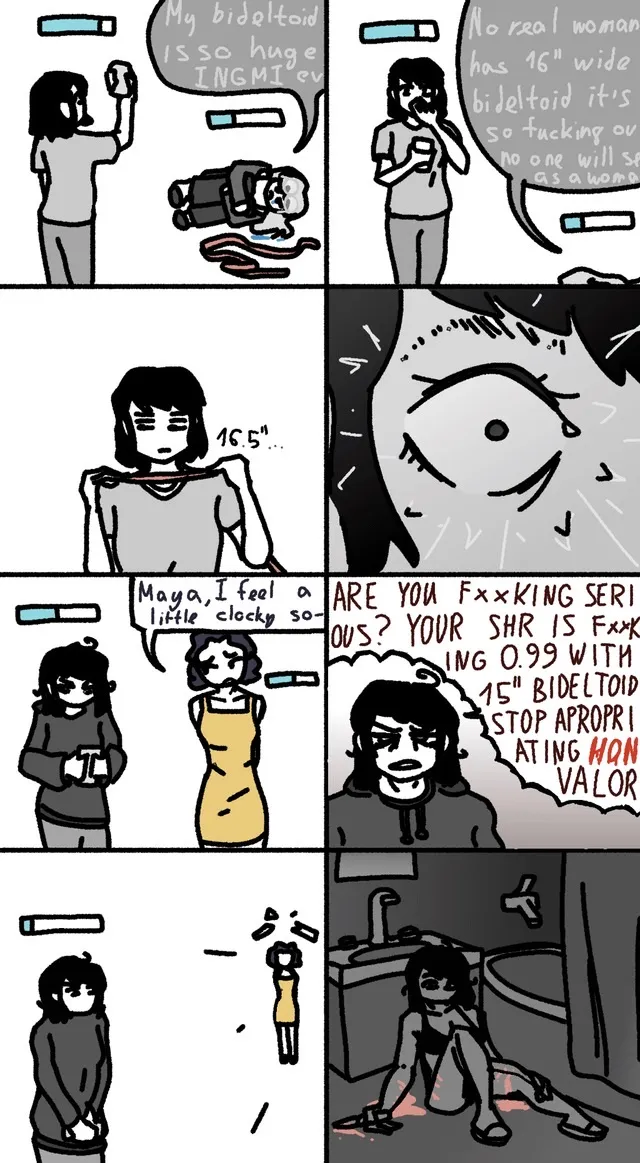 My bideltoid
is so huge
INGMI ev
No real woman
has 16" wide
bideltoid it's
so fucking ou
no one will se
as a woma
16.5"...
Maya, I feel a
little clocky so-
ARE YOU FxxKING SERI
OUS? YOUR SHR IS FxxK
ING 0.99 WITH
15" BIDELTOID
STOP APROPRI
ATING HON
VALOR